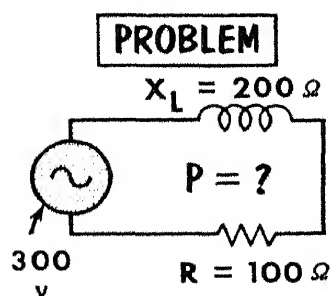 PROBLEM
X_L = 200 Ω
P = ?
300
v
R = 100 Ω